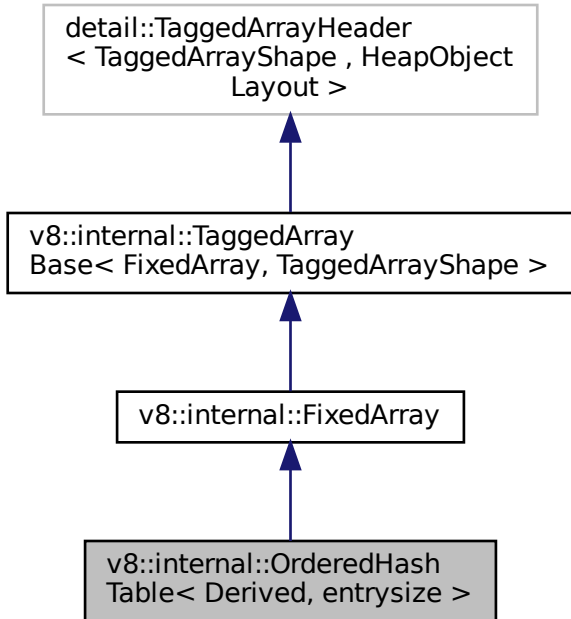 detail::TaggedArrayHeader
< TaggedArrayShape , HeapObject
Layout >
v8::internal::TaggedArray
Base< FixedArray, TaggedArrayShape >
v8::internal::FixedArray
v8::internal::OrderedHash
Table< Derived, entrysize >